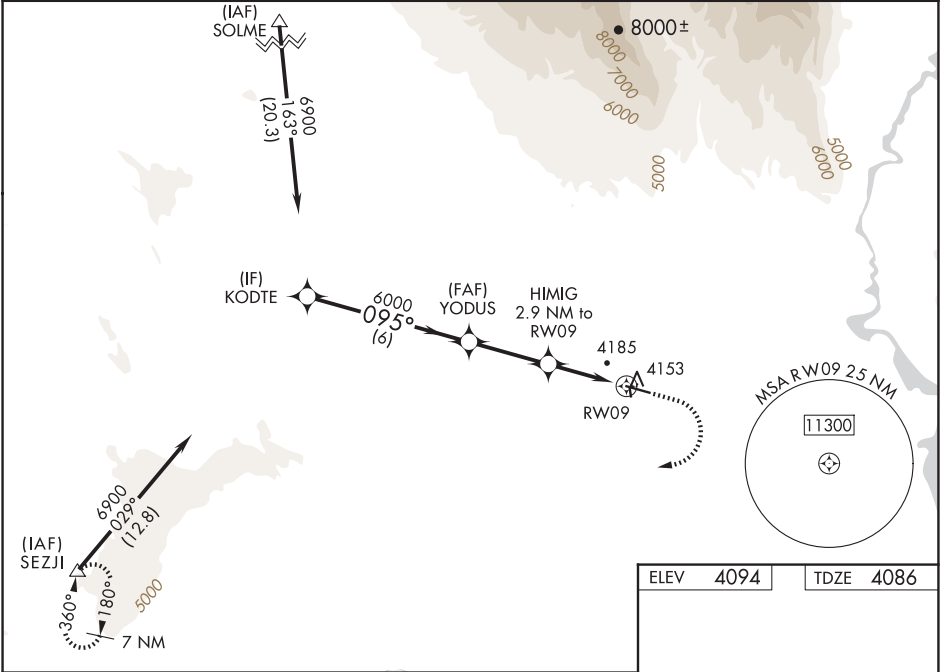 (IAF)
SOLME
6900
163°
(20.3)
8000±
8000
7000
6000
5000
5000
6000
(IF)
KODTE
6000
095°
(6)
(FAF)
YODUS
HIMIG
2.9 NM to
RW09
4185
4153
RW09
MSA RW09 25 NM
11300
6900
029°
(12.8)
(IAF)
SEZJI
360°
180°
5000
7 NM
ELEV 4094
TDZE 4086